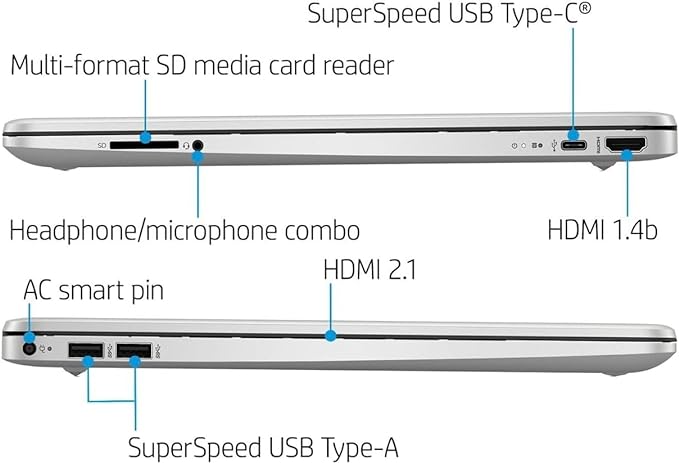 SuperSpeed USB Type-C®
Multi-format SD media card reader
SD
HDMI
Headphone/microphone combo
HDMI 1.4b
HDMI 2.1
AC smart pin
SuperSpeed USB Type-A